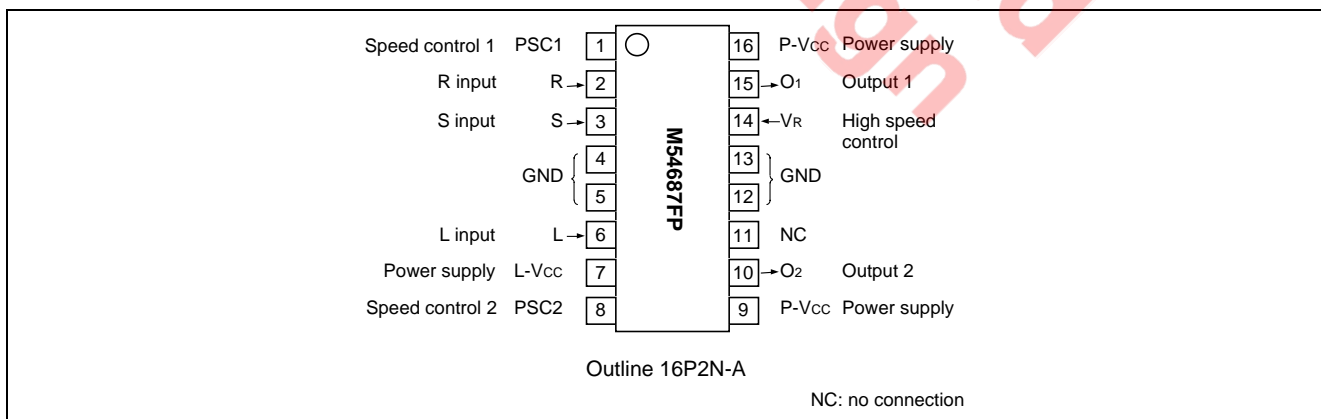 Speed control 1 PSC1 1 16 P-VCC Power supply
R input R 2 15 O1 Output 1
S input S 3 14 VR High speed control
GND 4 13 GND
5 12
L input L 6 11 NC
Power supply L-VCC 7 10 O2 Output 2
Speed control 2 PSC2 8 9 P-VCC Power supply
M54687FP
Outline 16P2N-A
NC: no connection